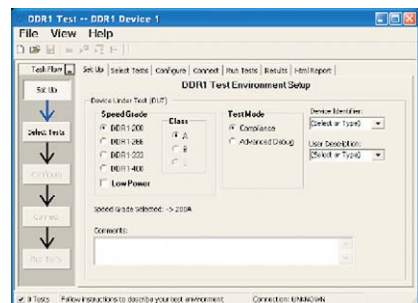 DDR1 Test -- DDR1 Device 1
File View Help
Task Flow
Set Up Select Tests Configure Connect Run Tests Results Html Report
DDR1 Test Environment Setup
Set Up
Select Tests
Configure
Connect
Run Tests
Device Under Test (DUT)
Speed Grade
DDR1-200
DDR1-266
DDR1-333
DDR1-400
Low Power
Class
A
B
C
Test Mode
Compliance
Advanced Debug
Device Identifier:
(Select or Type)
User Description:
(Select or Type)
Speed Grade Selected: -> 200A
Comments:
0 Tests Follow instructions to describe your test environment Connection: UNKNOWN